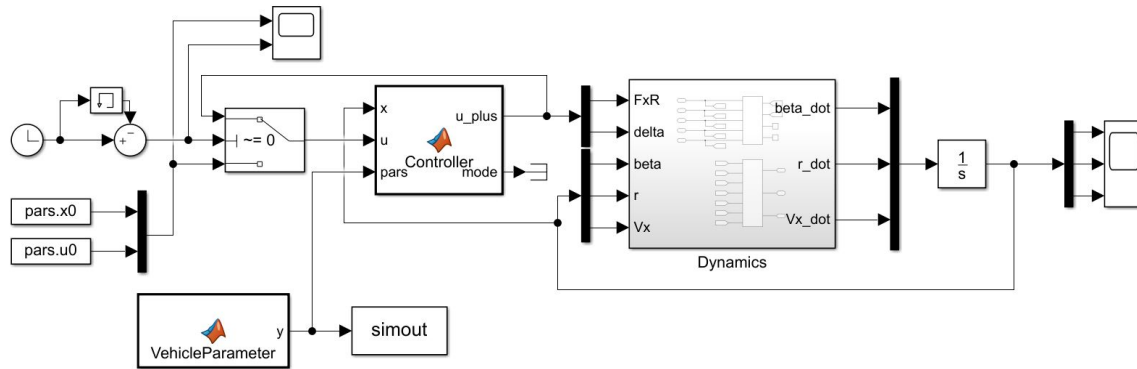 ~= 0
x
u
pars
u_plus
mode
Controller
FxR
delta
beta
r
Vx
beta_dot
r_dot
Vx_dot
Dynamics
1
s
pars.x0
pars.u0
y
VehicleParameter
simout
+
−